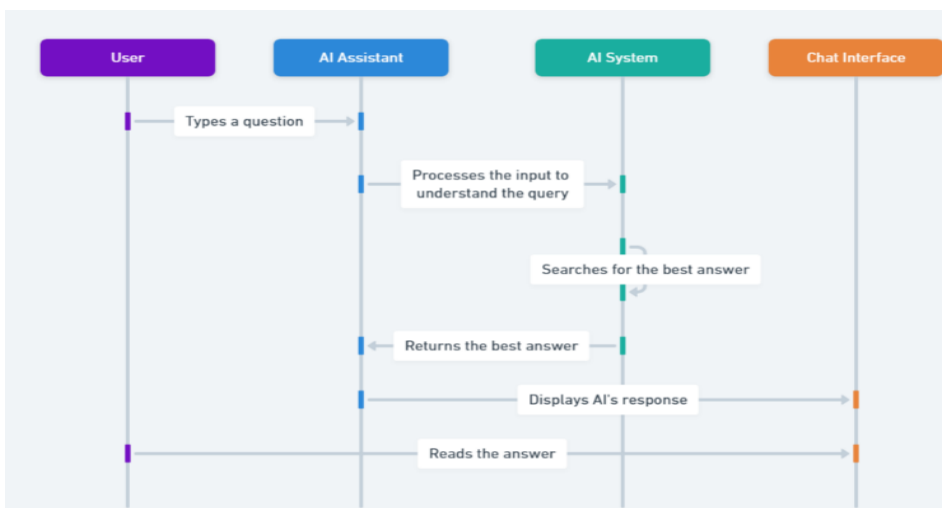 User
AI Assistant
AI System
Chat Interface
Types a question
Processes the input to
understand the query
Searches for the best answer
Returns the best answer
Displays AI's response
Reads the answer